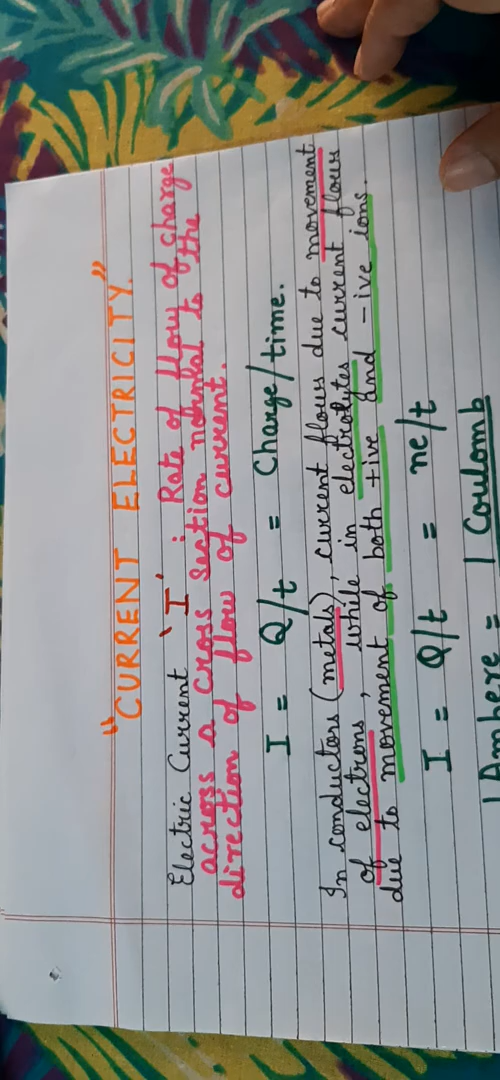 "CURRENT ELECTRICITY."
Electric Current 'I' : Rate of flow of charge
across a cross section normal to the
direction of flow of current.
I = Q/t = Charge/time.
In conductors (metals), current flows due to movement
of electrons, while in electrolytes current flows
due to movement of both +ive and -ive ions.
I = Q/t = ne/t
1 Ampere = 1 Coulomb